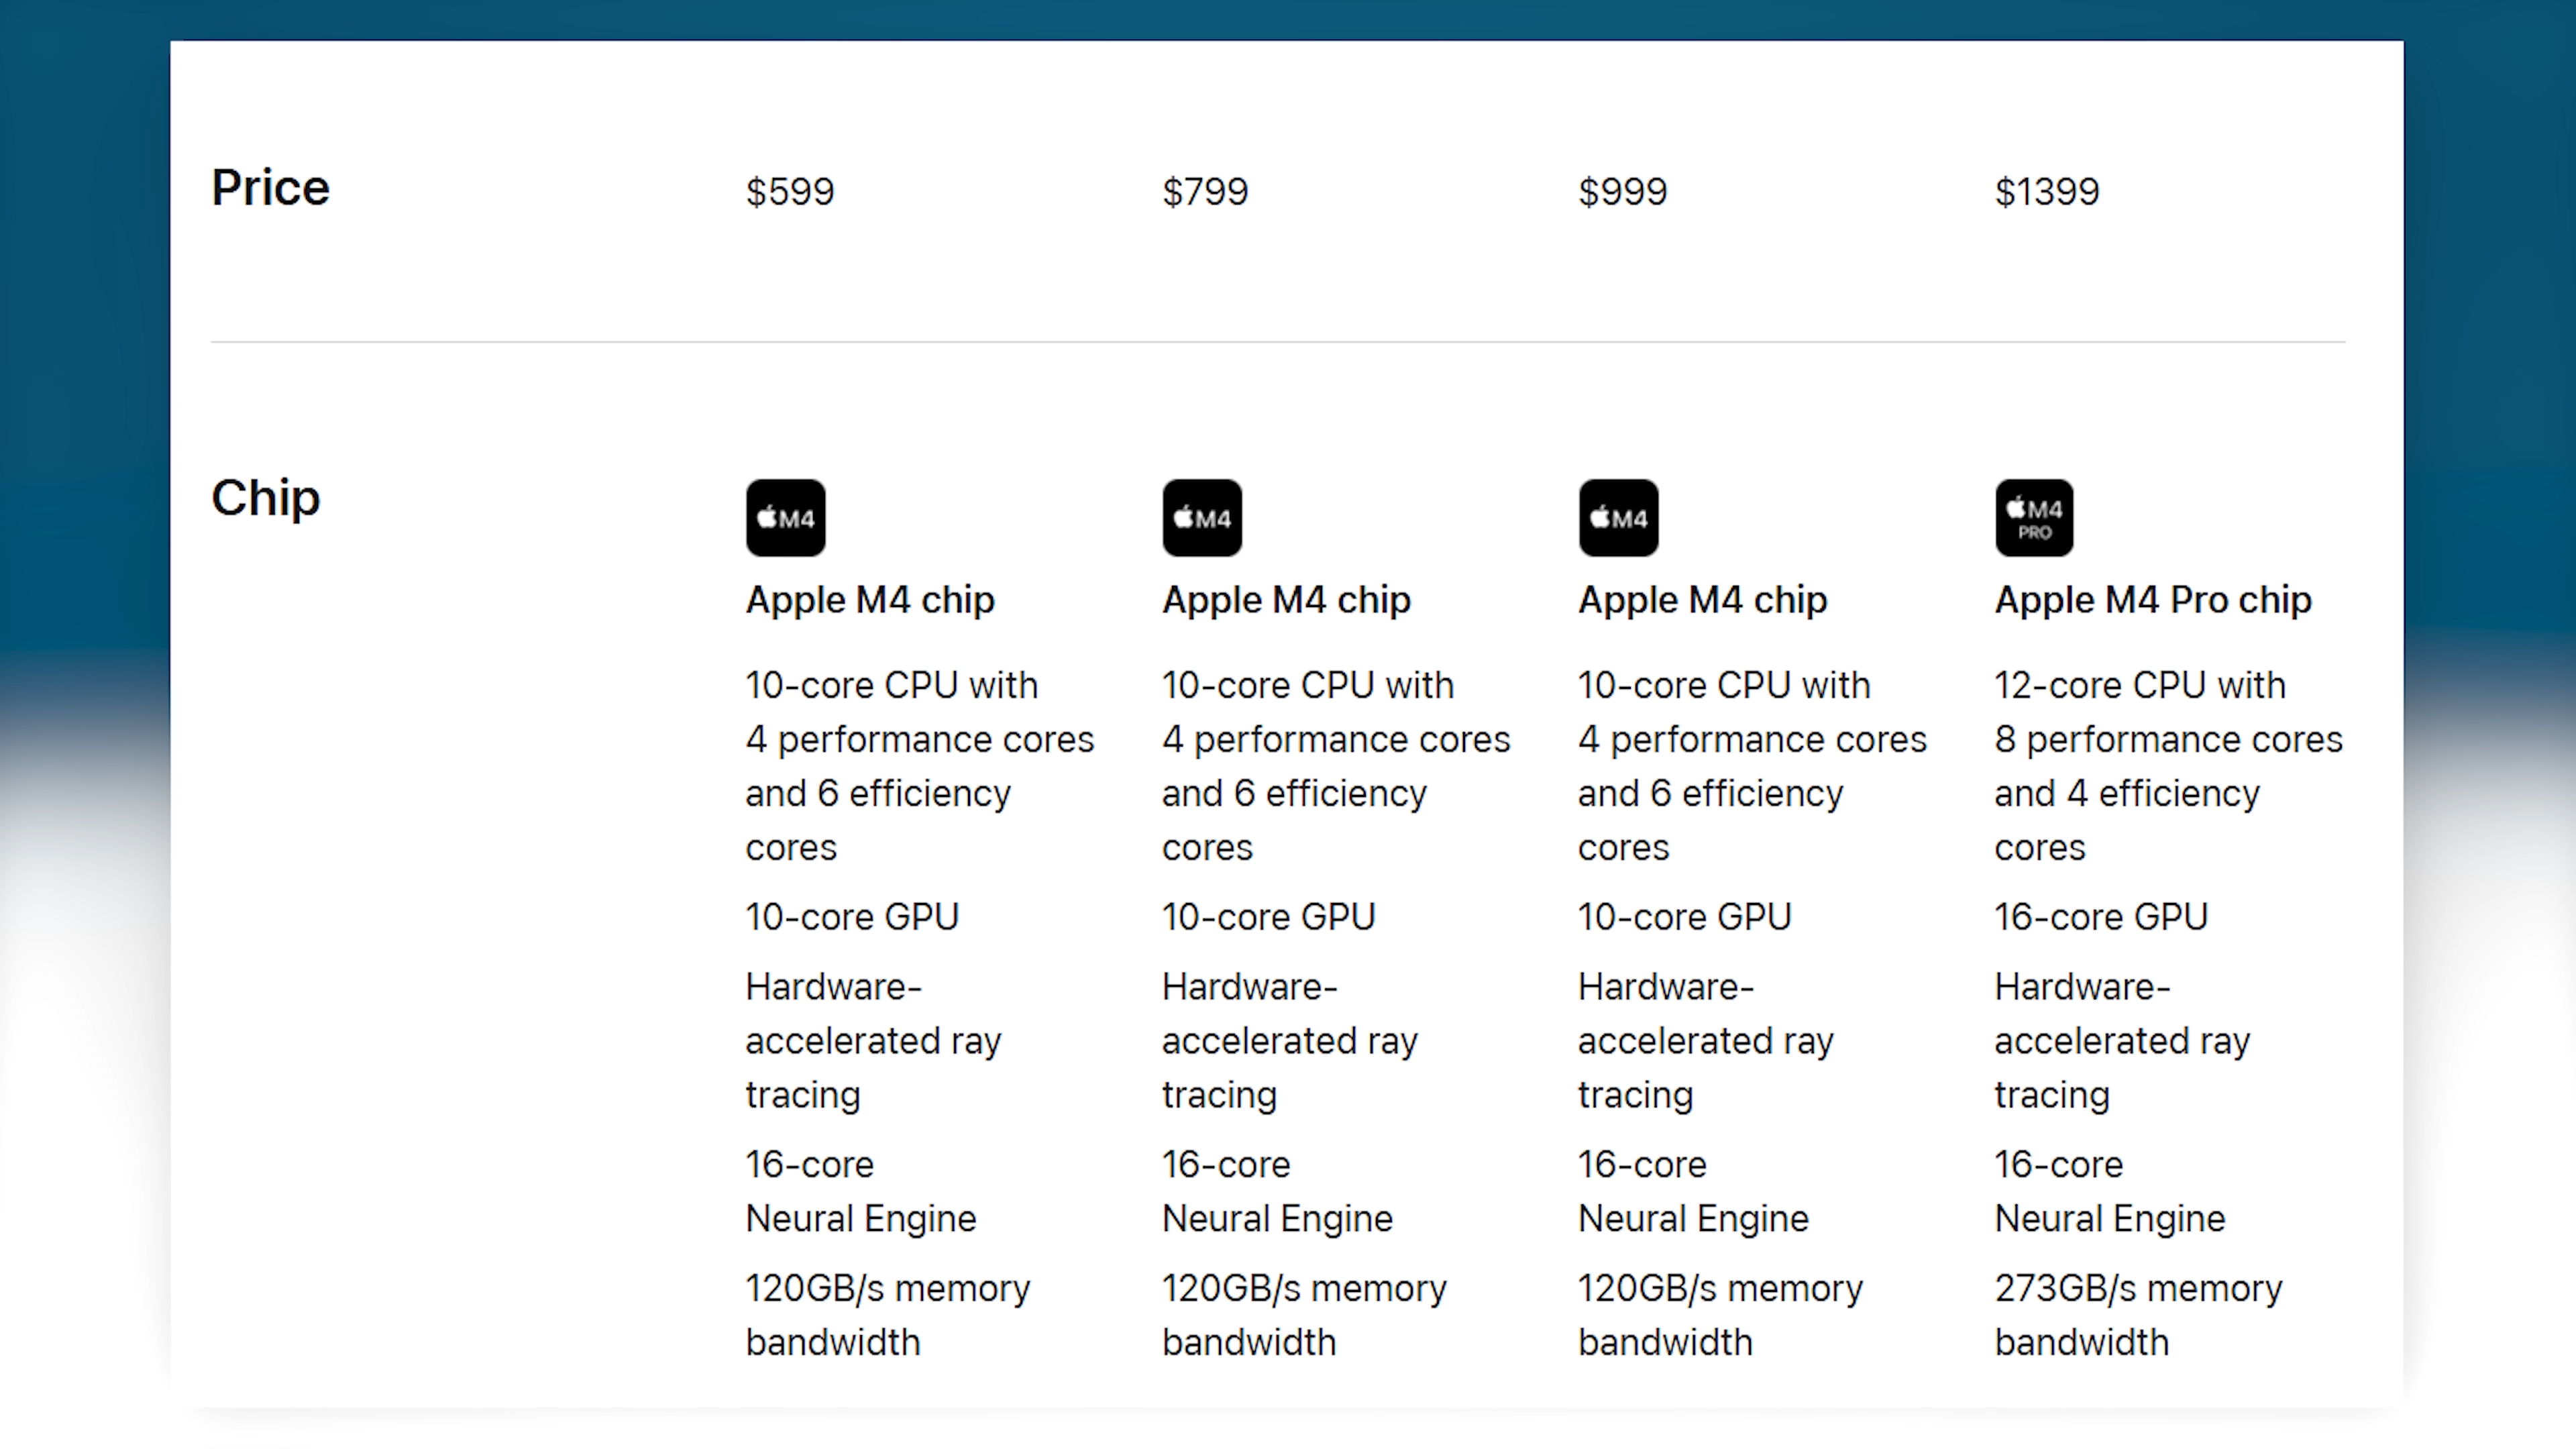 Price
$599
$799
$999
$1399
Chip
M4
M4
M4
M4
PRO
Apple M4 chip
10-core CPU with
4 performance cores
and 6 efficiency
cores
10-core GPU
Hardware-
accelerated ray
tracing
16-core
Neural Engine
120GB/s memory
bandwidth
Apple M4 chip
10-core CPU with
4 performance cores
and 6 efficiency
cores
10-core GPU
Hardware-
accelerated ray
tracing
16-core
Neural Engine
120GB/s memory
bandwidth
Apple M4 chip
10-core CPU with
4 performance cores
and 6 efficiency
cores
10-core GPU
Hardware-
accelerated ray
tracing
16-core
Neural Engine
120GB/s memory
bandwidth
Apple M4 Pro chip
12-core CPU with
8 performance cores
and 4 efficiency
cores
16-core GPU
Hardware-
accelerated ray
tracing
16-core
Neural Engine
273GB/s memory
bandwidth